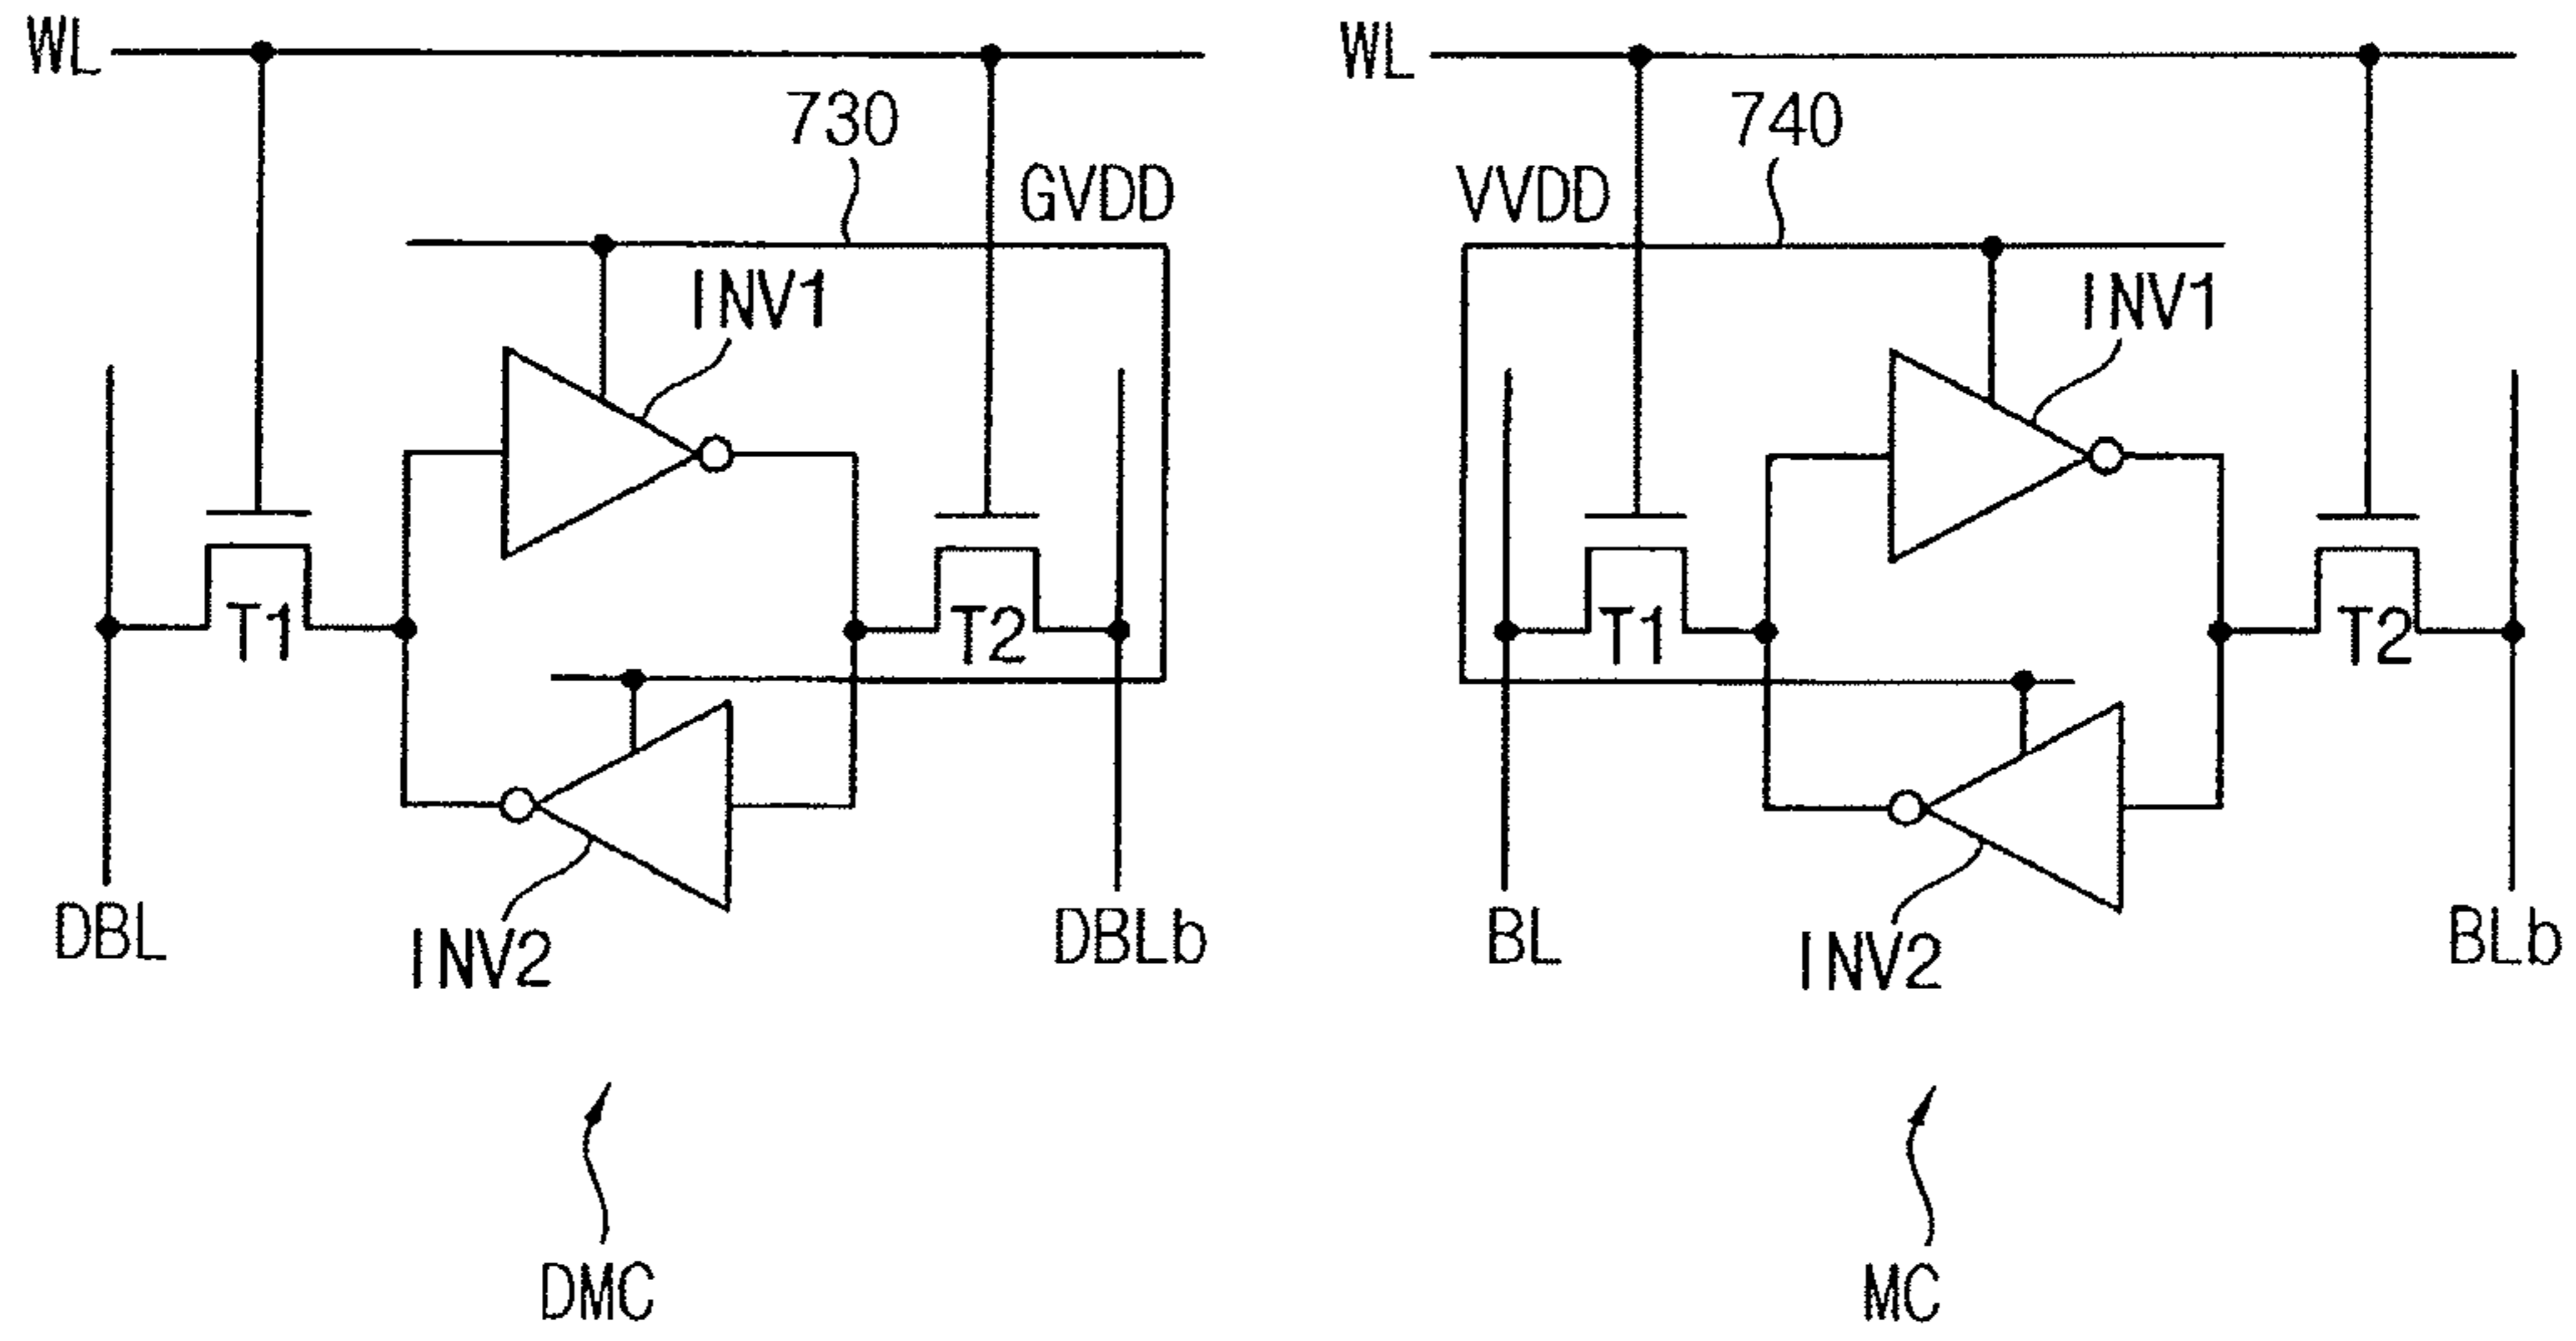 WL
730
GVDD
INV1
T1
T2
DBL
INV2
DBLb
DMC
WL
740
VVDD
INV1
T1
T2
BL
INV2
BLb
MC